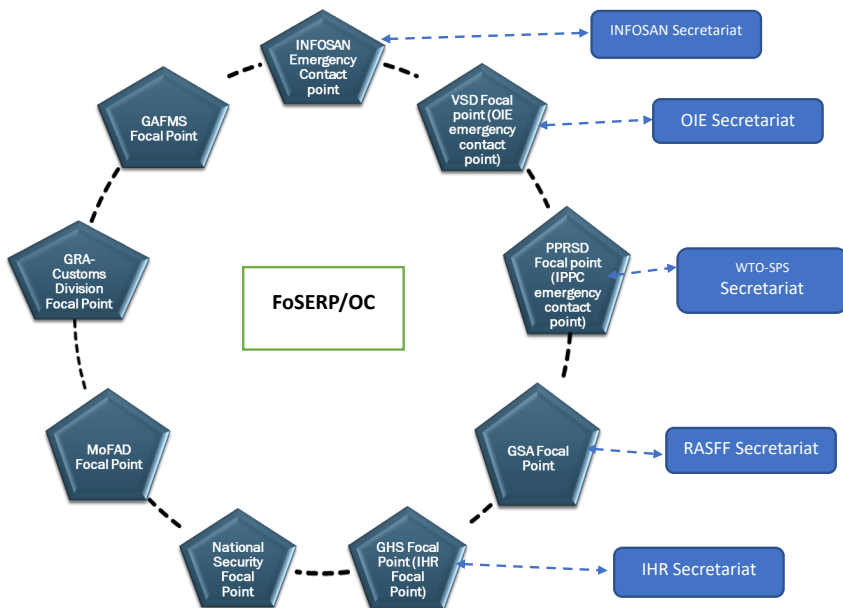 INFOSAN
Emergency
Contact
point
INFOSAN Secretariat
VSD Focal
point (OIE
emergency
contact
point)
OIE Secretariat
GAFMS
Focal Point
PPRSD
Focal point
(IPPC
emergency
contact
point)
WTO-SPS
Secretariat
GRA-
Customs
Division
Focal Point
FoSERP/OC
MoFAD
Focal Point
GSA Focal
Point
RASFF Secretariat
National
Security
Focal
Point
GHS Focal
Point (IHR
Focal
Point)
IHR Secretariat